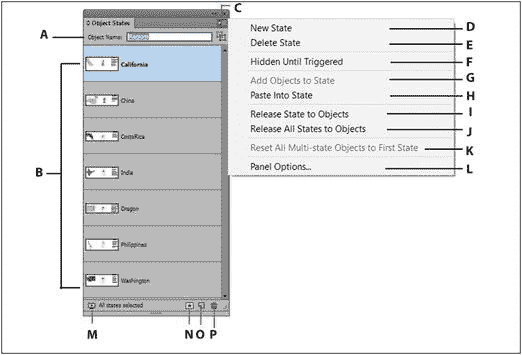 C
Object States
A
Object Name:
B
California
China
CostaRica
India
Oregon
Philippines
Washington
All states selected
M
N
O
P
New State
D
Delete State
E
Hidden Until Triggered
F
Add Objects to State
G
Paste Into State
H
Release State to Objects
I
Release All States to Objects
J
Reset All Multi-state Objects to First State
K
Panel Options...
L